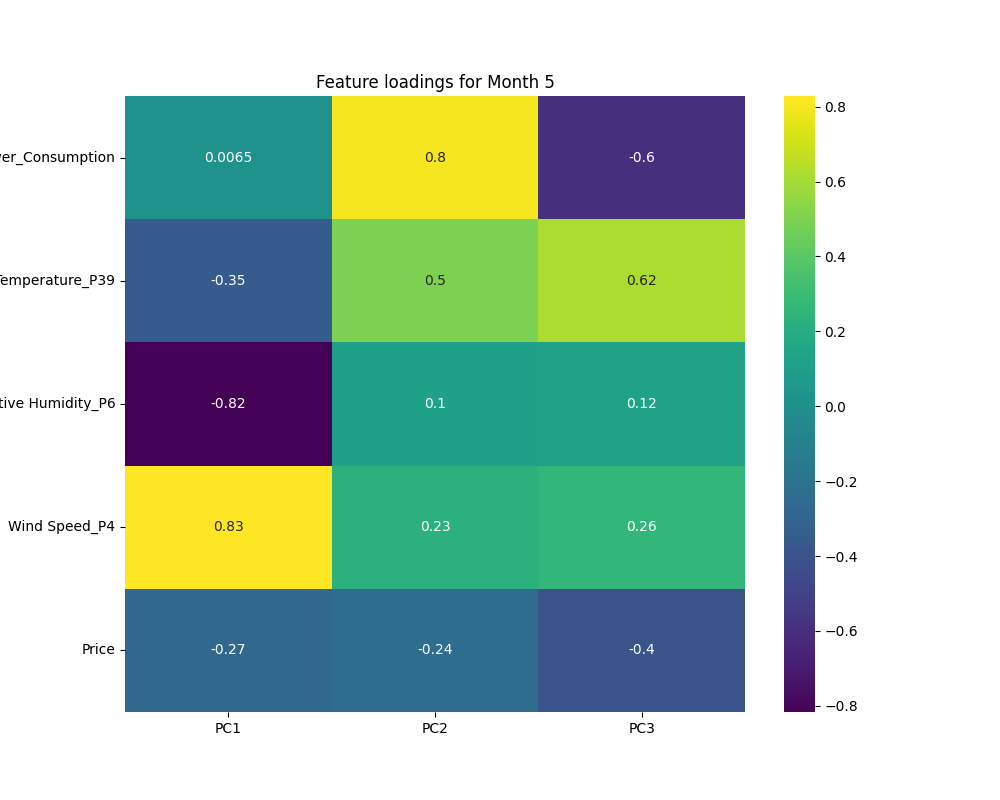 Feature loadings for Month 5
er_Consumption 0.0065 0.8 -0.6
Temperature_P39 -0.35 0.5 0.62
tive Humidity_P6 -0.82 0.1 0.12
Wind Speed_P4 0.83 0.23 0.26
Price -0.27 -0.24 -0.4
PC1 PC2 PC3
0.8
0.6
0.4
0.2
0.0
−0.2
−0.4
−0.6
−0.8